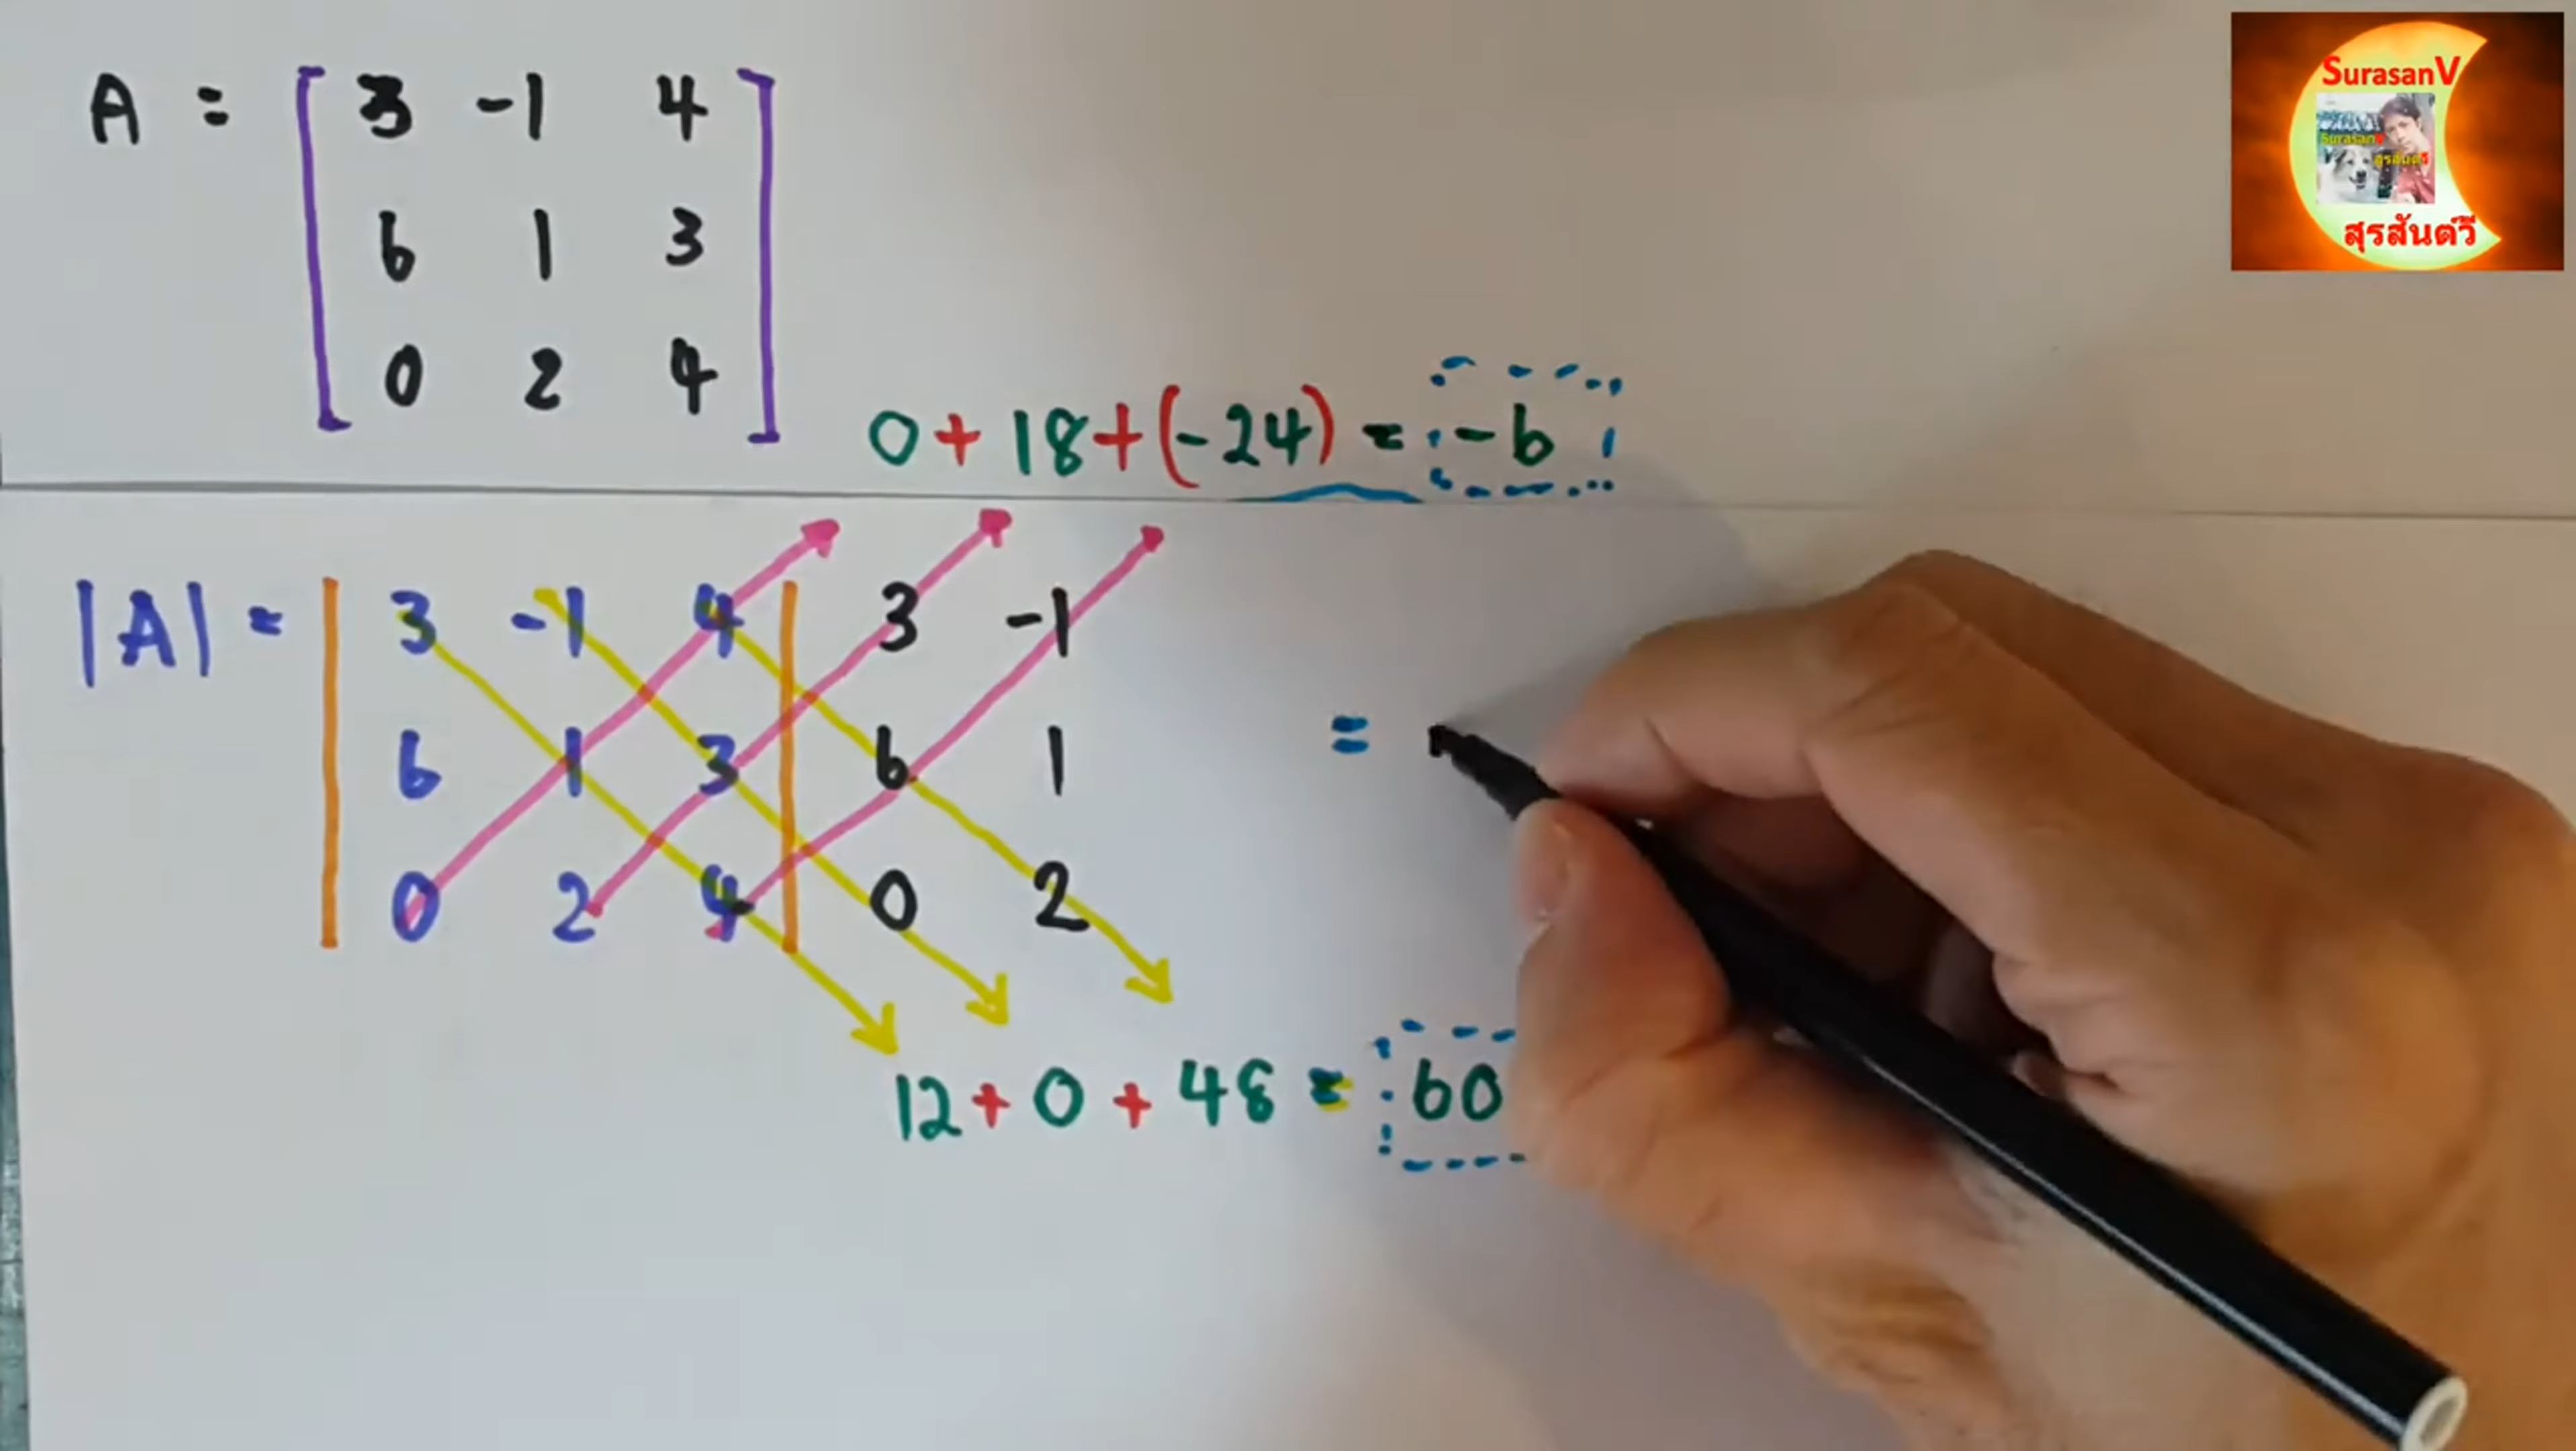 SurasanV
สุรสันต์วี
A = [ 3 -1 4 ]
6 1 3
0 2 4
0 + 18 + (-24) = -6
|A| = | 3 -1 4 | 3 -1
6 1 3 6 1 =
0 2 4 0 2
12 + 0 + 48 = 60